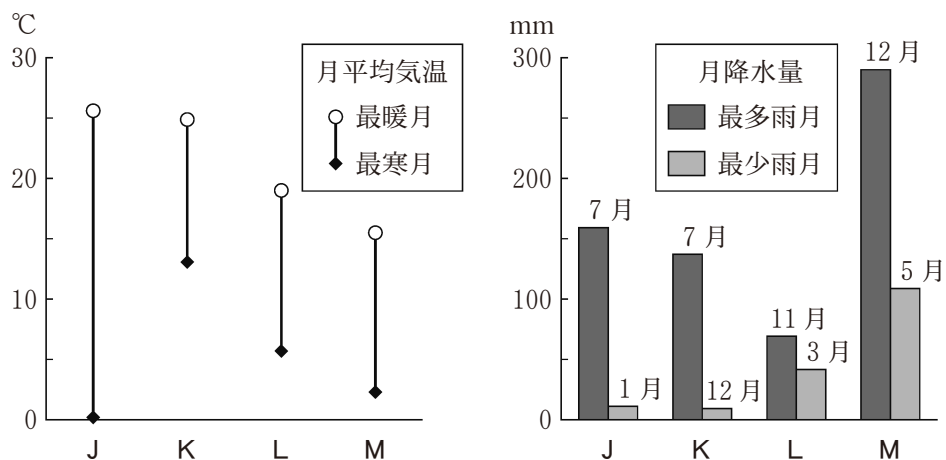 ℃
30
20
10
0
月平均気温
最暖月
最寒月
J K L M
mm
300
200
100
0
月降水量
最多雨月
最少雨月
7月
1月
7月
12月
11月
3月
12月
5月
J K L M